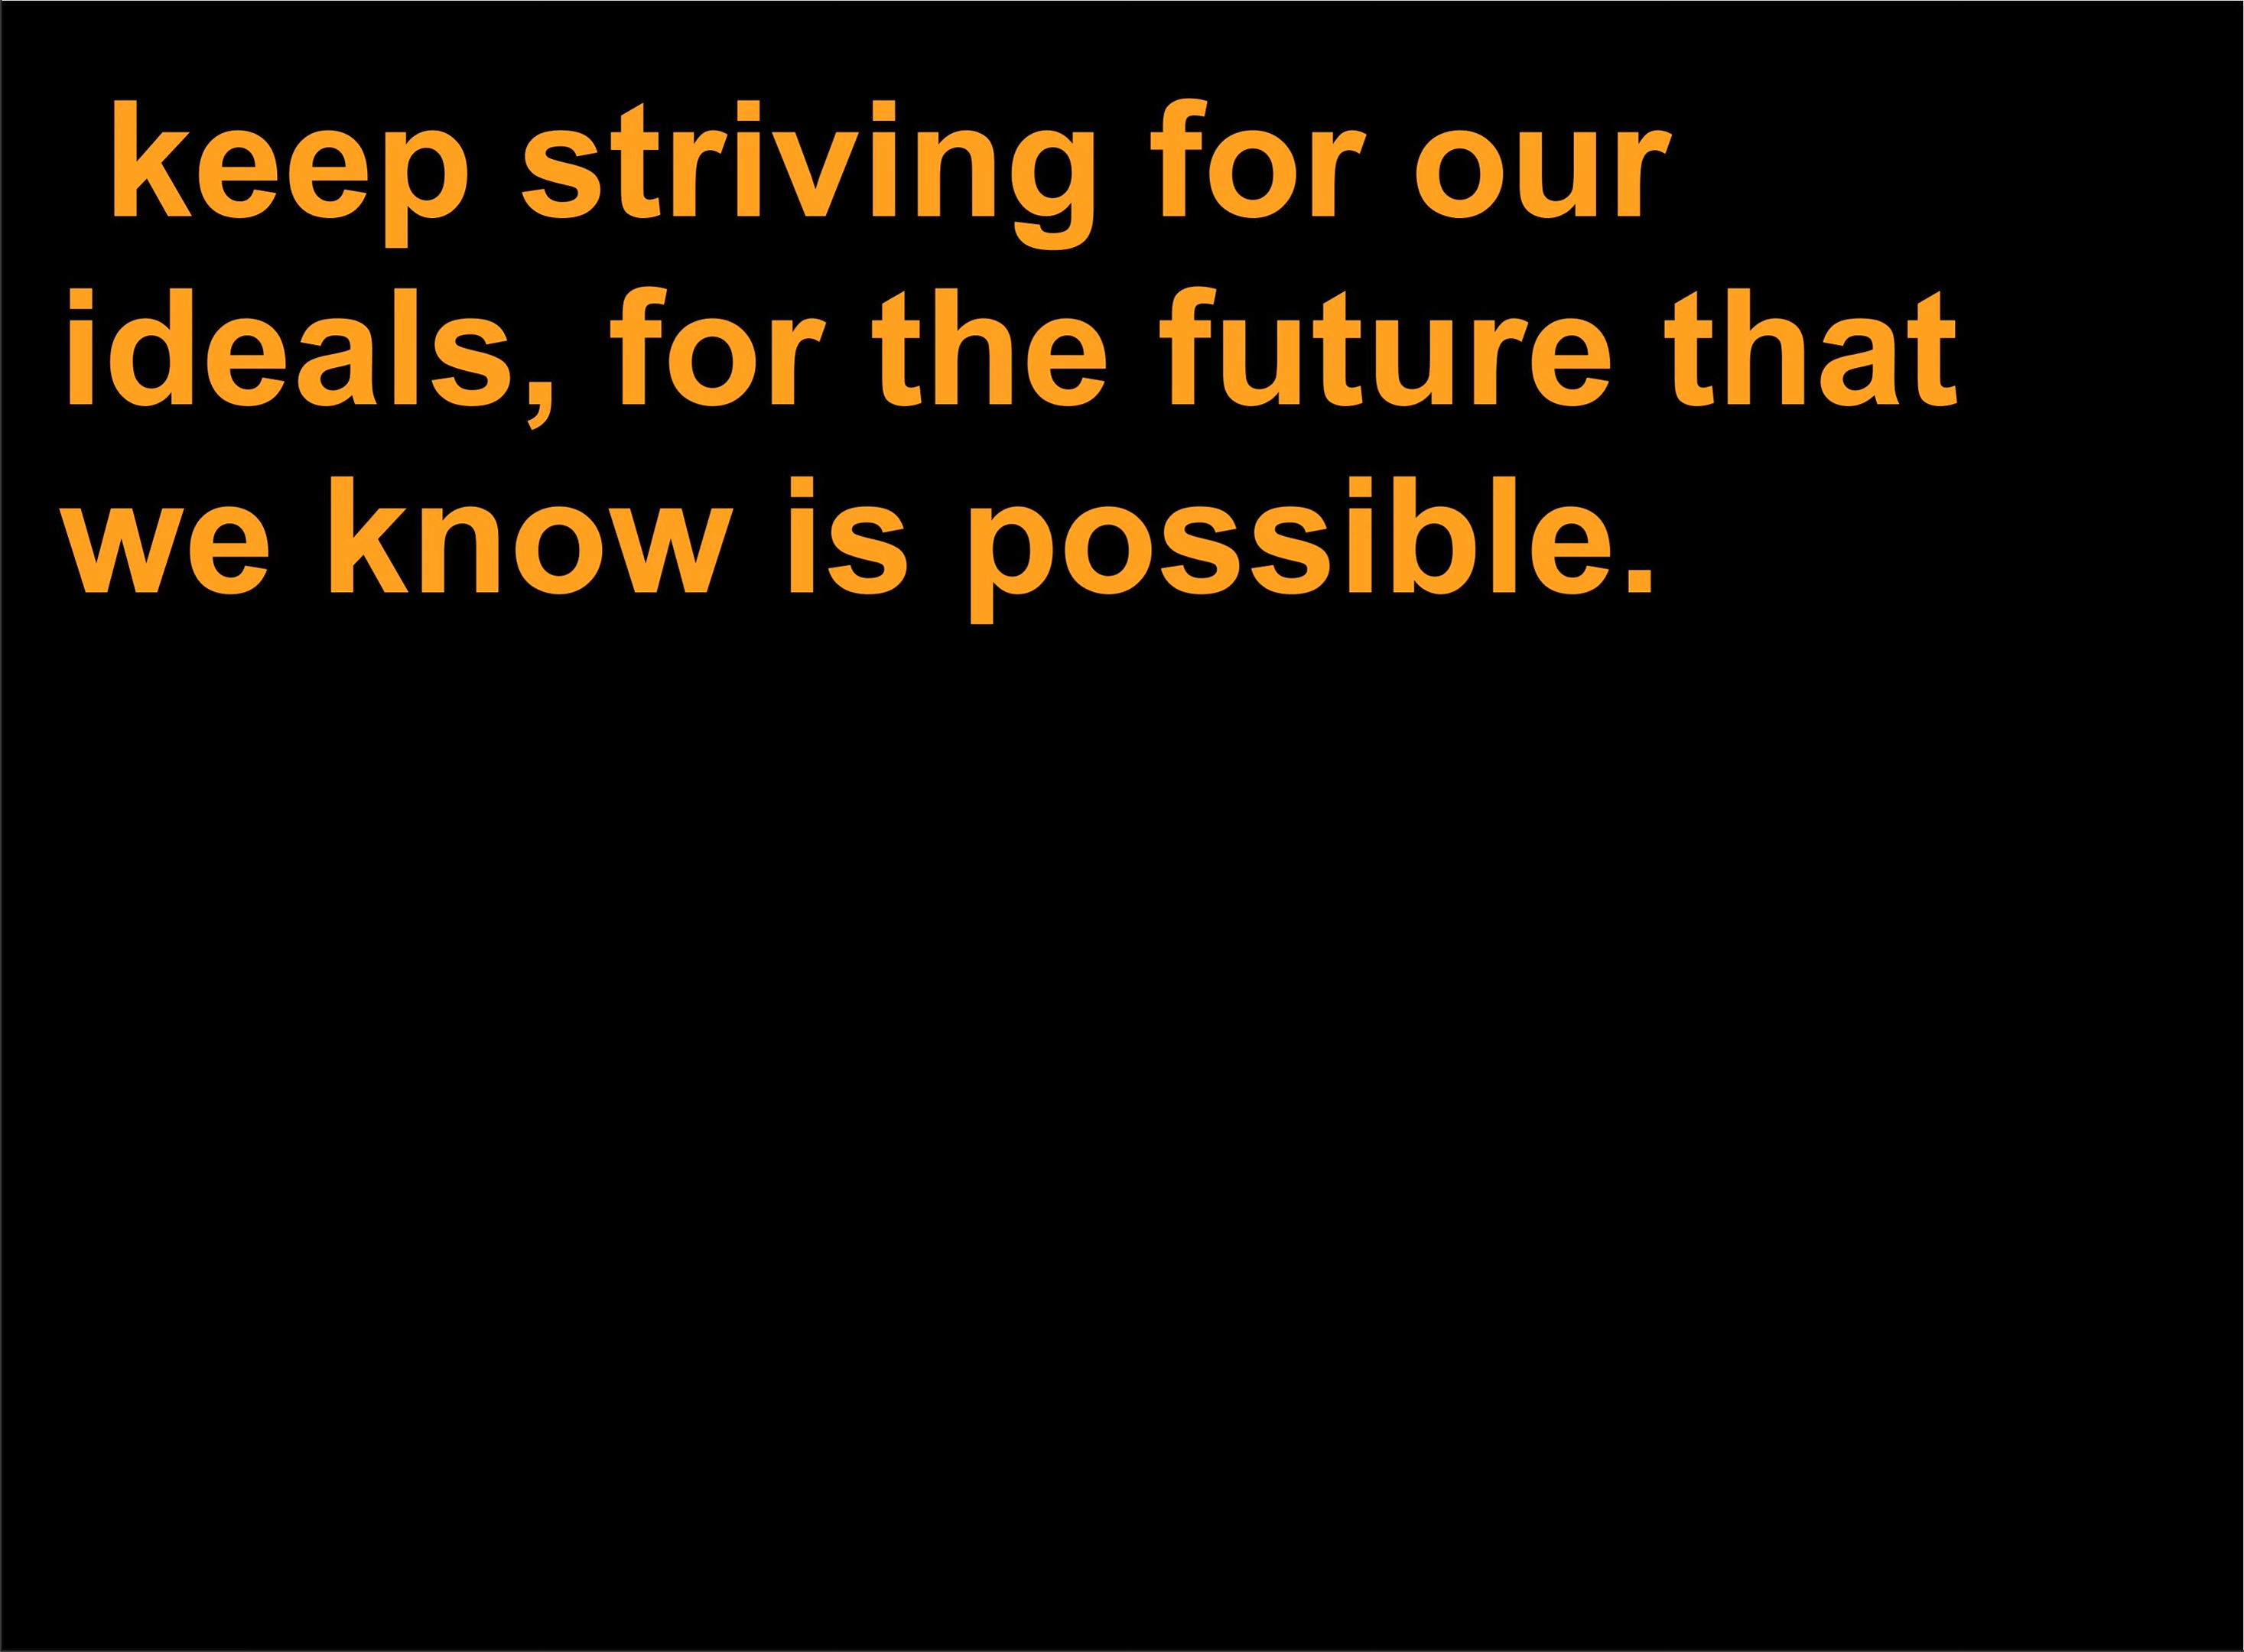 keep striving for our
ideals, for the future that
we know is possible.